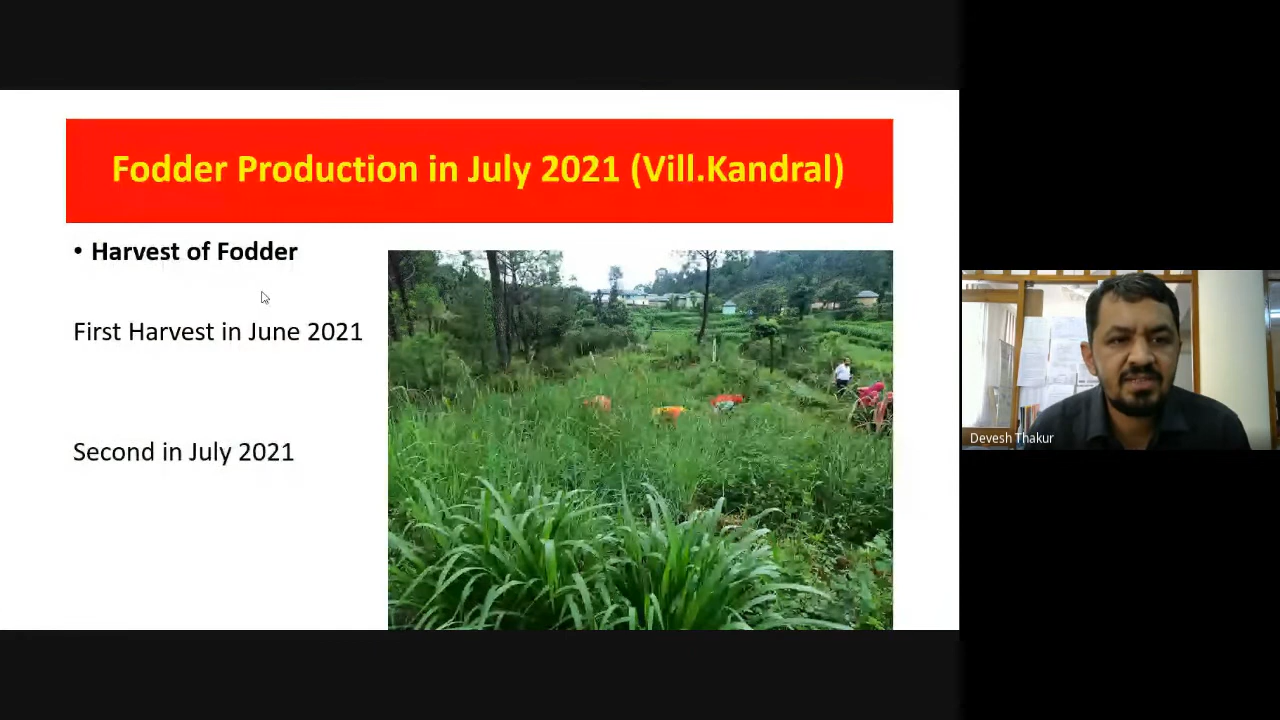 Fodder Production in July 2021 (Vill.Kandral)
• Harvest of Fodder
First Harvest in June 2021
Second in July 2021
Devesh Thakur